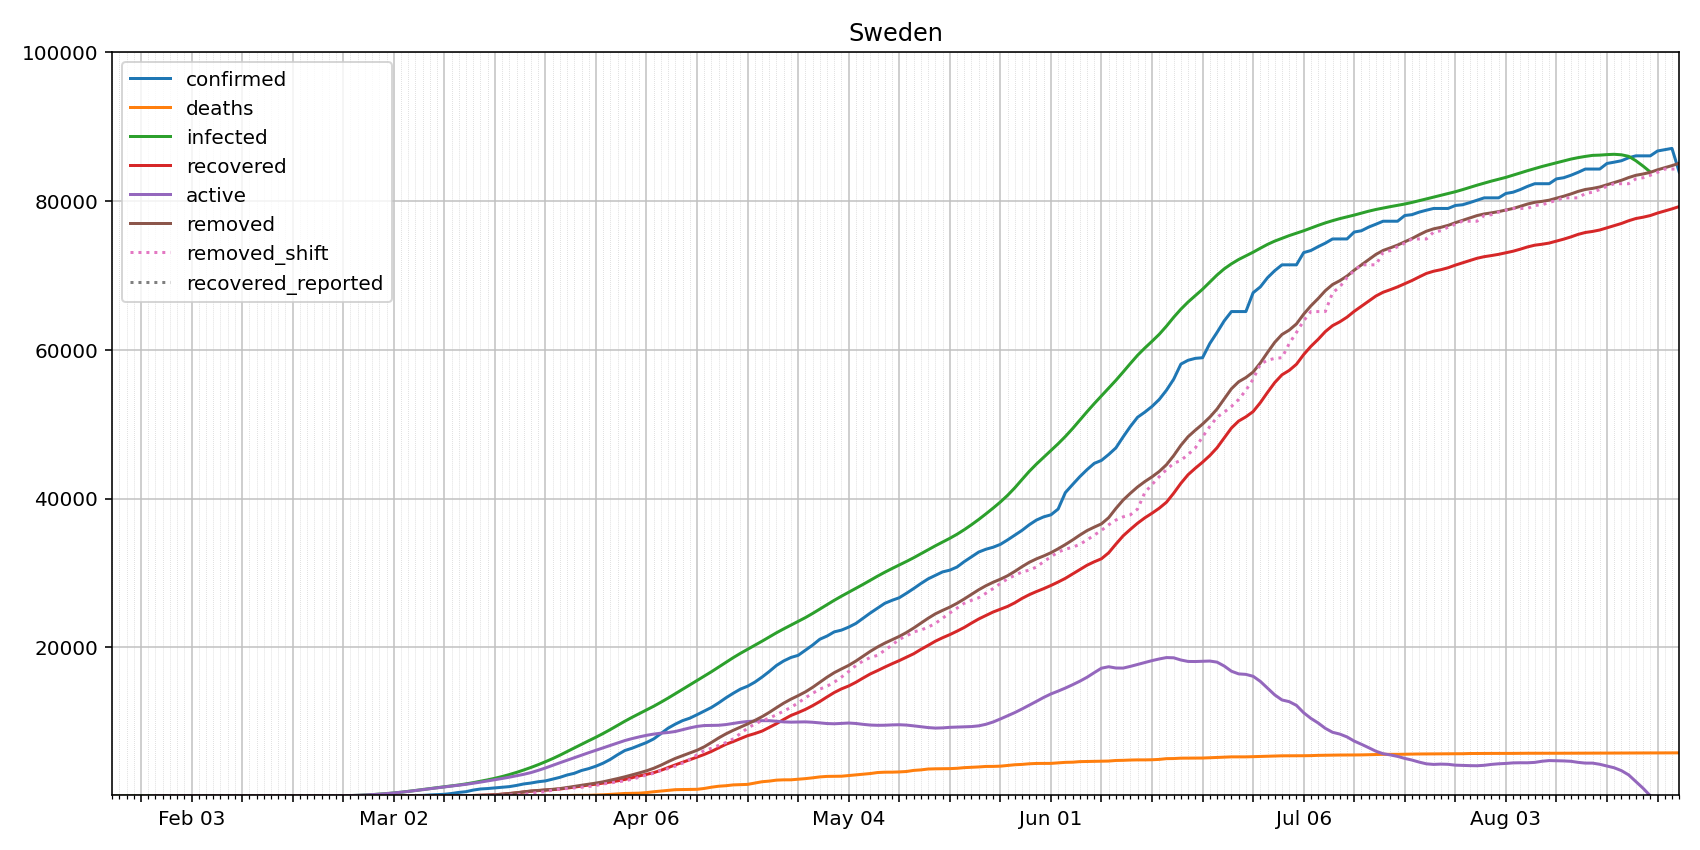 Sweden
100000
80000
60000
40000
20000
confirmed
deaths
infected
recovered
active
removed
removed_shift
recovered_reported
Feb 03
Mar 02
Apr 06
May 04
Jun 01
Jul 06
Aug 03